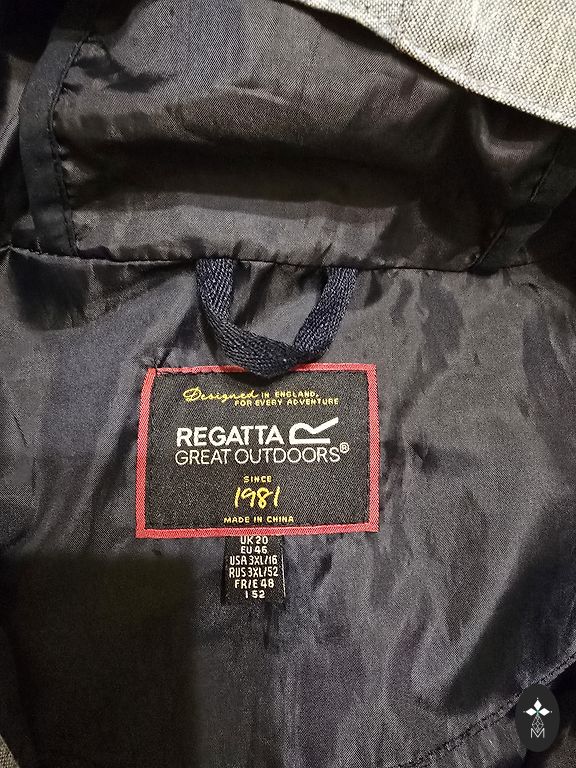 Designed IN ENGLAND,
FOR EVERY ADVENTURE
REGATTA
GREAT OUTDOORS®
SINCE
1981
MADE IN CHINA
UK 20
EU 46
USA 3XL/16
RUS 3XL/52
FR/E 48
I 52
M